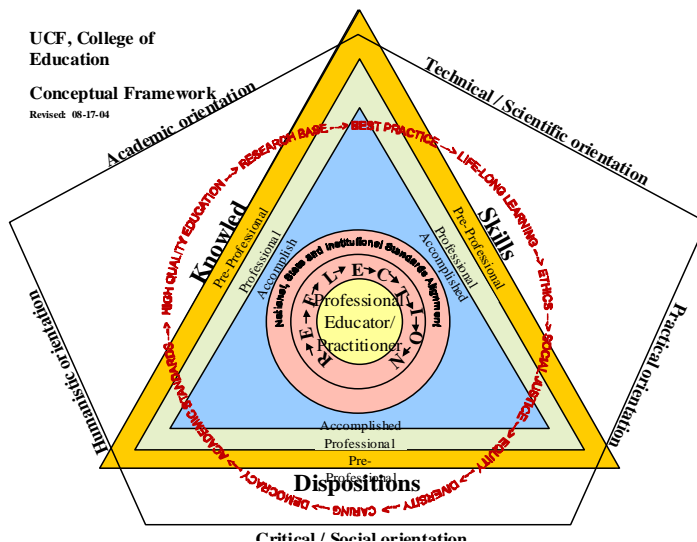 UCF, College of
Education
Conceptual Framework
Revised: 08-17-04
Academic orientation
Technical / Scientific orientation
Humanistic orientation
Practical orientation
Critical / Social orientation
HIGH QUALITY EDUCATION ---> RESEARCH BASE ---> BEST PRACTICE ---> LIFE-LONG LEARNING ---> ETHICS ---> SOCIAL JUSTICE ---> EQUITY ---> DIVERSITY ---> CARING ---> DEMOCRACY ---> ACADEMIC STANDARDS --->
Knowled
Pre-Professional
Professional
Accomplish
Skills
Pre-Professional
Professional
Accomplished
National, State and Institutional Standards Alignment
R→E→F→L→E→C→T→I→O→N
Professional
Educator/
Practitioner
Accomplished
Professional
Pre-
Professional
Dispositions